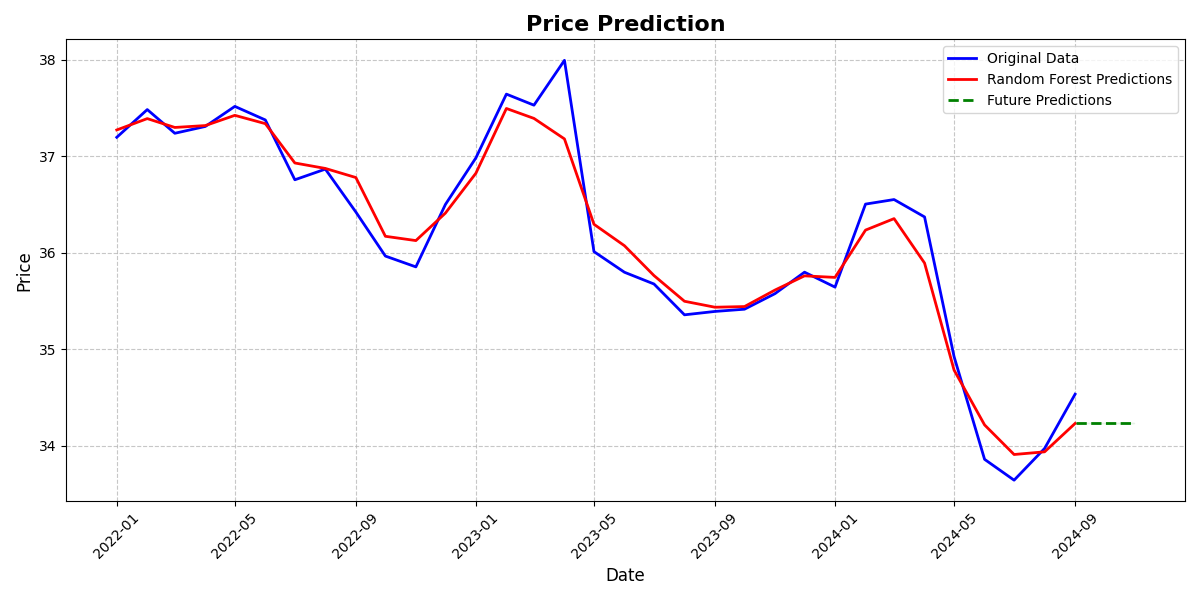 Price Prediction
Original Data
Random Forest Predictions
Future Predictions
Price
38
37
36
35
34
2022-01
2022-05
2022-09
2023-01
2023-05
2023-09
2024-01
2024-05
2024-09
Date